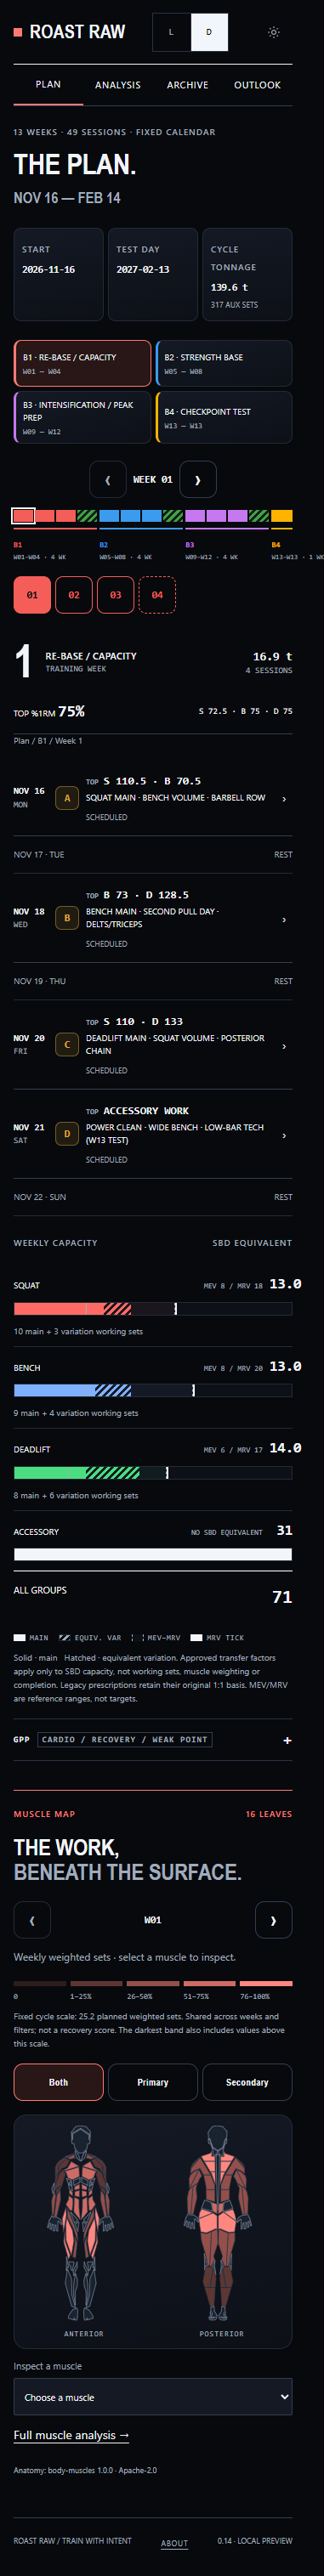 ROAST RAW L D
PLAN ANALYSIS ARCHIVE OUTLOOK
13 WEEKS · 49 SESSIONS · FIXED CALENDAR
THE PLAN.
NOV 16 — FEB 14
START
2026-11-16
TEST DAY
2027-02-13
CYCLE
TONNAGE
139.6 t
317 AUX SETS
B1 · RE-BASE / CAPACITY
W01 — W04
B2 · STRENGTH BASE
W05 — W08
B3 · INTENSIFICATION / PEAK
PREP
W09 — W12
B4 · CHECKPOINT TEST
W13 — W13
‹ WEEK 01 ›
B1 B2 B3 B4
W01–W04 · 4 WK W05–W08 · 4 WK W09–W12 · 4 WK W13–W13 · 1 WK
01 02 03 04
1 RE-BASE / CAPACITY 16.9 t
TRAINING WEEK 4 SESSIONS
TOP %1RM 75% S 72.5 · B 75 · D 75
Plan / B1 / Week 1
NOV 16
MON
A
TOP S 110.5 · B 70.5
SQUAT MAIN · BENCH VOLUME · BARBELL ROW ›
SCHEDULED
NOV 17 · TUE REST
NOV 18
WED
B
TOP B 73 · D 128.5
BENCH MAIN · SECOND PULL DAY ·
DELTS/TRICEPS ›
SCHEDULED
NOV 19 · THU REST
NOV 20
FRI
C
TOP S 110 · D 133
DEADLIFT MAIN · SQUAT VOLUME · POSTERIOR
CHAIN ›
SCHEDULED
NOV 21
SAT
D
TOP ACCESSORY WORK
POWER CLEAN · WIDE BENCH · LOW-BAR TECH
(W13 TEST) ›
SCHEDULED
NOV 22 · SUN REST
WEEKLY CAPACITY SBD EQUIVALENT
SQUAT MEV 8 / MRV 18 13.0
10 main + 3 variation working sets
BENCH MEV 8 / MRV 20 13.0
9 main + 4 variation working sets
DEADLIFT MEV 6 / MRV 17 14.0
8 main + 6 variation working sets
ACCESSORY NO SBD EQUIVALENT 31
ALL GROUPS 71
MAIN EQUIV. VAR MEV–MRV MRV TICK
Solid · main Hatched · equivalent variation. Approved transfer factors
apply only to SBD capacity, not working sets, muscle weighting or
completion. Legacy prescriptions retain their original 1:1 basis. MEV/MRV
are reference ranges, not targets.
GPP CARDIO / RECOVERY / WEAK POINT +
MUSCLE MAP 16 LEAVES
THE WORK,
BENEATH THE SURFACE.
‹ W01 ›
Weekly weighted sets · select a muscle to inspect.
0 1–25% 26–50% 51–75% 76–100%
Fixed cycle scale: 25.2 planned weighted sets. Shared across weeks and
filters; not a recovery score. The darkest band also includes values above
this scale.
Both Primary Secondary
ANTERIOR POSTERIOR
Inspect a muscle
Choose a muscle
Full muscle analysis →
Anatomy: body-muscles 1.0.0 · Apache-2.0
ROAST RAW / TRAIN WITH INTENT ABOUT 0.14 · LOCAL PREVIEW